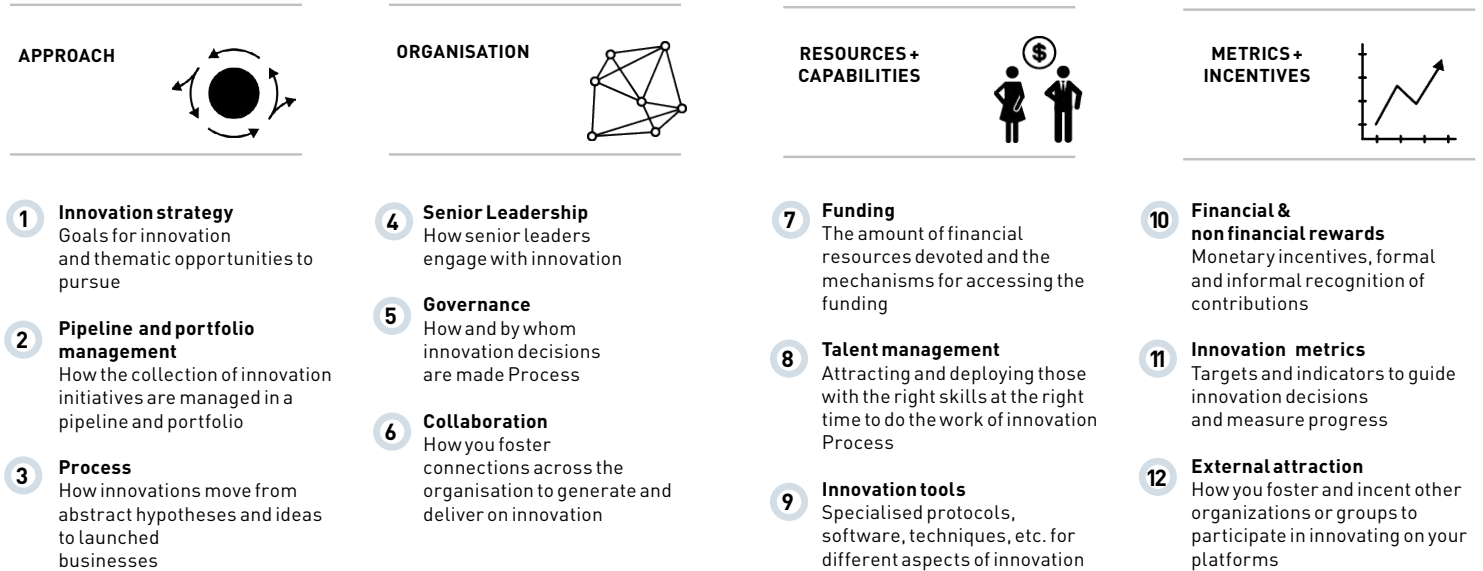 APPROACH
1
Innovation strategy
Goals for innovation
and thematic opportunities to
pursue
2
Pipeline and portfolio
management
How the collection of innovation
initiatives are managed in a
pipeline and portfolio
3
Process
How innovations move from
abstract hypotheses and ideas
to launched
businesses
ORGANISATION
4
Senior Leadership
How senior leaders
engage with innovation
5
Governance
How and by whom
innovation decisions
are made Process
6
Collaboration
How you foster
connections across the
organisation to generate and
deliver on innovation
RESOURCES +
CAPABILITIES
$
7
Funding
The amount of financial
resources devoted and the
mechanisms for accessing the
funding
8
Talent management
Attracting and deploying those
with the right skills at the right
time to do the work of innovation
Process
9
Innovation tools
Specialised protocols,
software, techniques, etc. for
different aspects of innovation
METRICS +
INCENTIVES
10
Financial &
non financial rewards
Monetary incentives, formal
and informal recognition of
contributions
11
Innovation metrics
Targets and indicators to guide
innovation decisions
and measure progress
12
External attraction
How you foster and incent other
organizations or groups to
participate in innovating on your
platforms